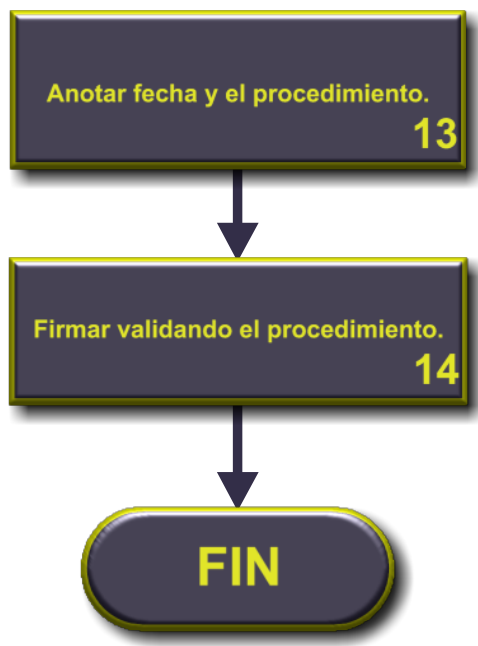 Anotar fecha y el procedimiento.
13
Firmar validando el procedimiento.
14
FIN